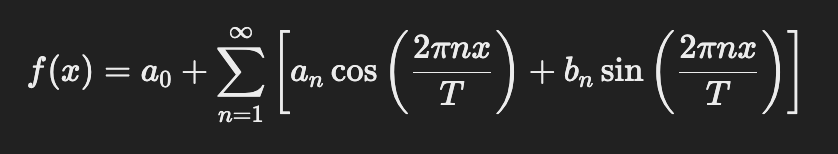 f(x) = a₀ + ∑_{n=1}^{∞} [aₙ cos(2πnx/T) + bₙ sin(2πnx/T)]